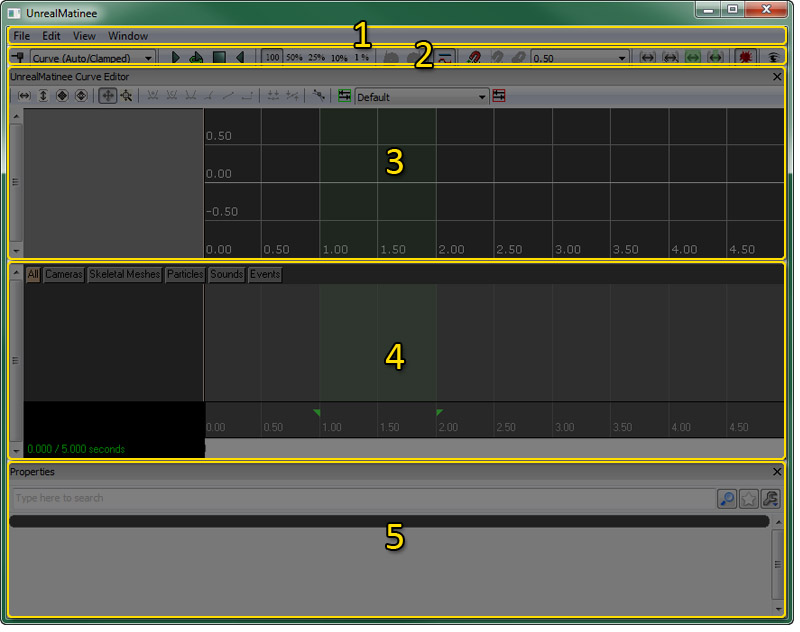 UnrealMatinee
File Edit View Window
1
Curve (Auto/Clamped) 100 50% 25% 10% 1 % 0.50
2
UnrealMatinee Curve Editor
Default
0.50
3
0.00
-0.50
0.00 0.50 1.00 1.50 2.00 2.50 3.00 3.50 4.00 4.50
All Cameras Skeletal Meshes Particles Sounds Events
4
0.00 0.50 1.00 1.50 2.00 2.50 3.00 3.50 4.00 4.50
0.000 / 5.000 seconds
Properties
Type here to search
5